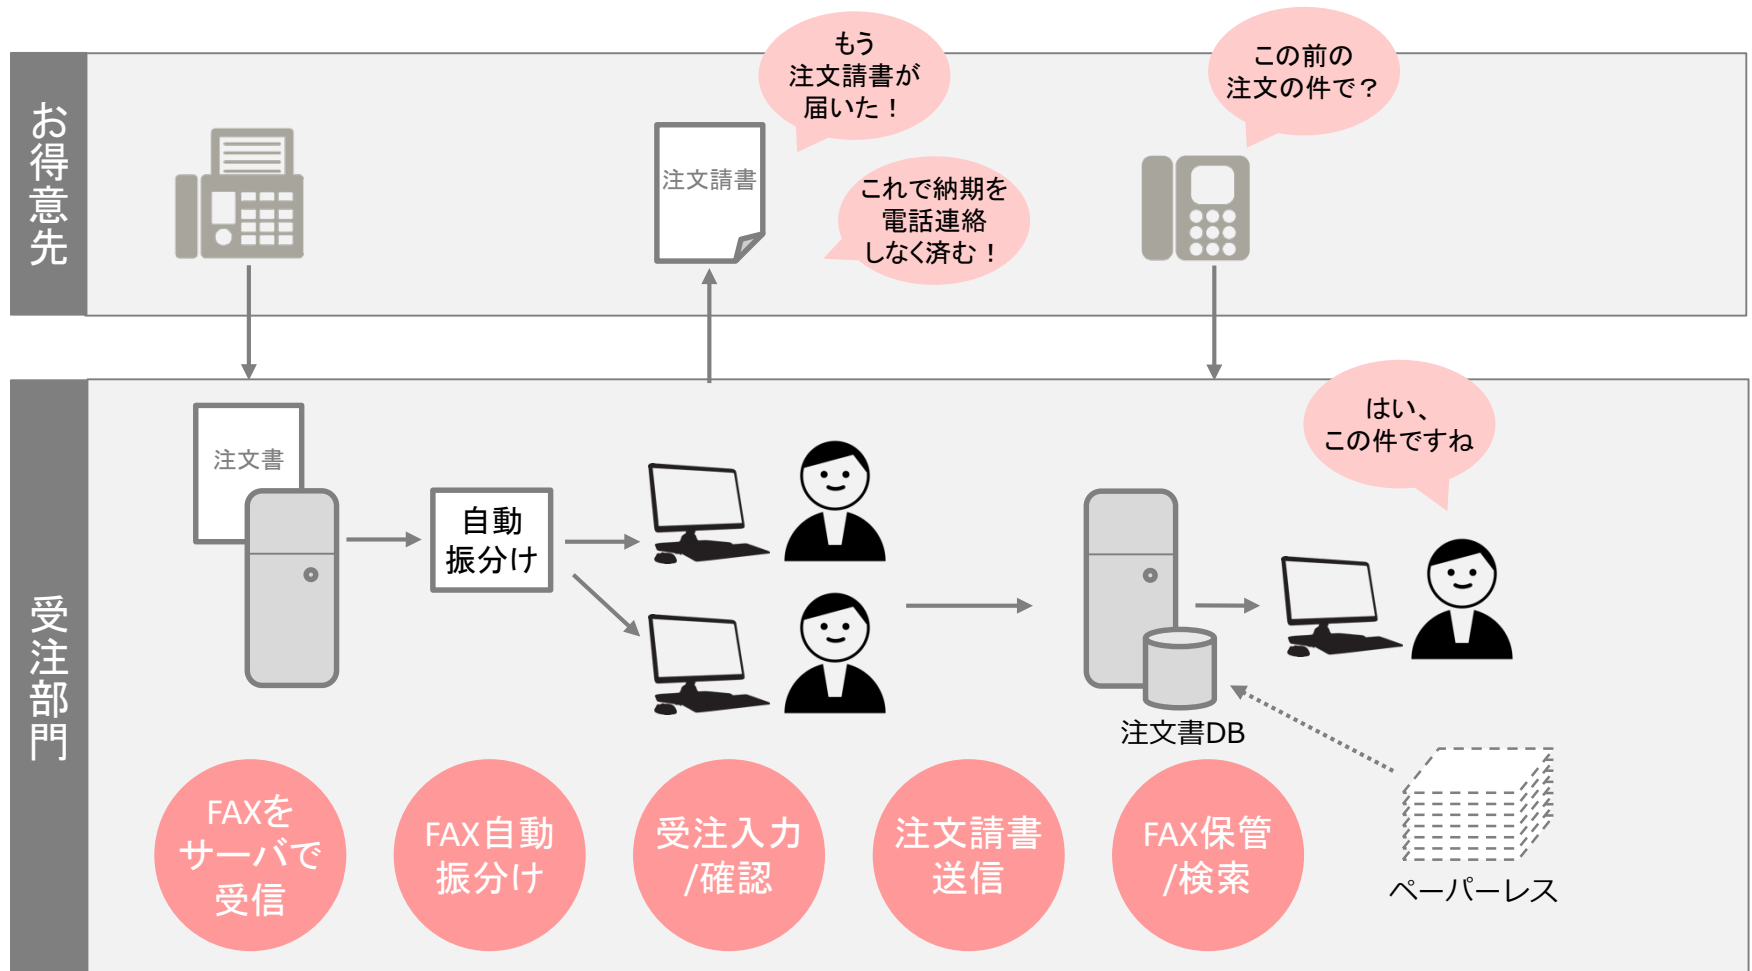 お得意先
もう
注文請書が
届いた！
注文請書
これで納期を
電話連絡
しなく済む！
この前の
注文の件で？
受注部門
注文書
自動
振分け
はい、
この件ですね
注文書DB
ペーパーレス
FAXを
サーバで
受信
FAX自動
振分け
受注入力
/確認
注文請書
送信
FAX保管
/検索